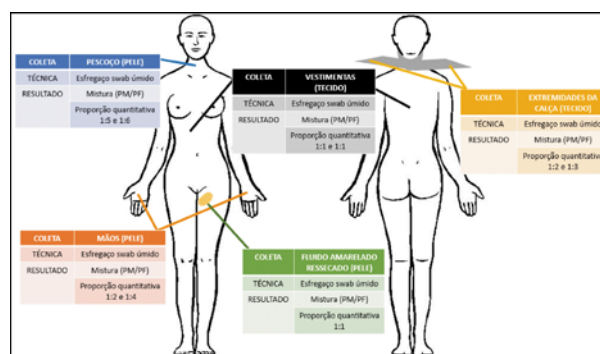 COLETA PESCOÇO (PELE)
TÉCNICA Esfregaço swab úmido
RESULTADO Mistura (PM/PF)
Proporção quantitativa
1:5 e 1:6
COLETA VESTIMENTAS
(TECIDO)
TÉCNICA Esfregaço swab úmido
RESULTADO Mistura (PM/PF)
Proporção quantitativa
1:1 e 1:1
COLETA EXTREMIDADES DA
CALÇA (TECIDO)
TÉCNICA Esfregaço swab úmido
RESULTADO Mistura (PM/PF)
Proporção quantitativa
1:2 e 1:3
COLETA MÃOS (PELE)
TÉCNICA Esfregaço swab úmido
RESULTADO Mistura (PM/PF)
Proporção quantitativa
1:2 e 1:4
COLETA FLUIDO AMARELADO
RESSECADO (PELE)
TÉCNICA Esfregaço swab úmido
RESULTADO Mistura (PM/PF)
Proporção quantitativa
1:1